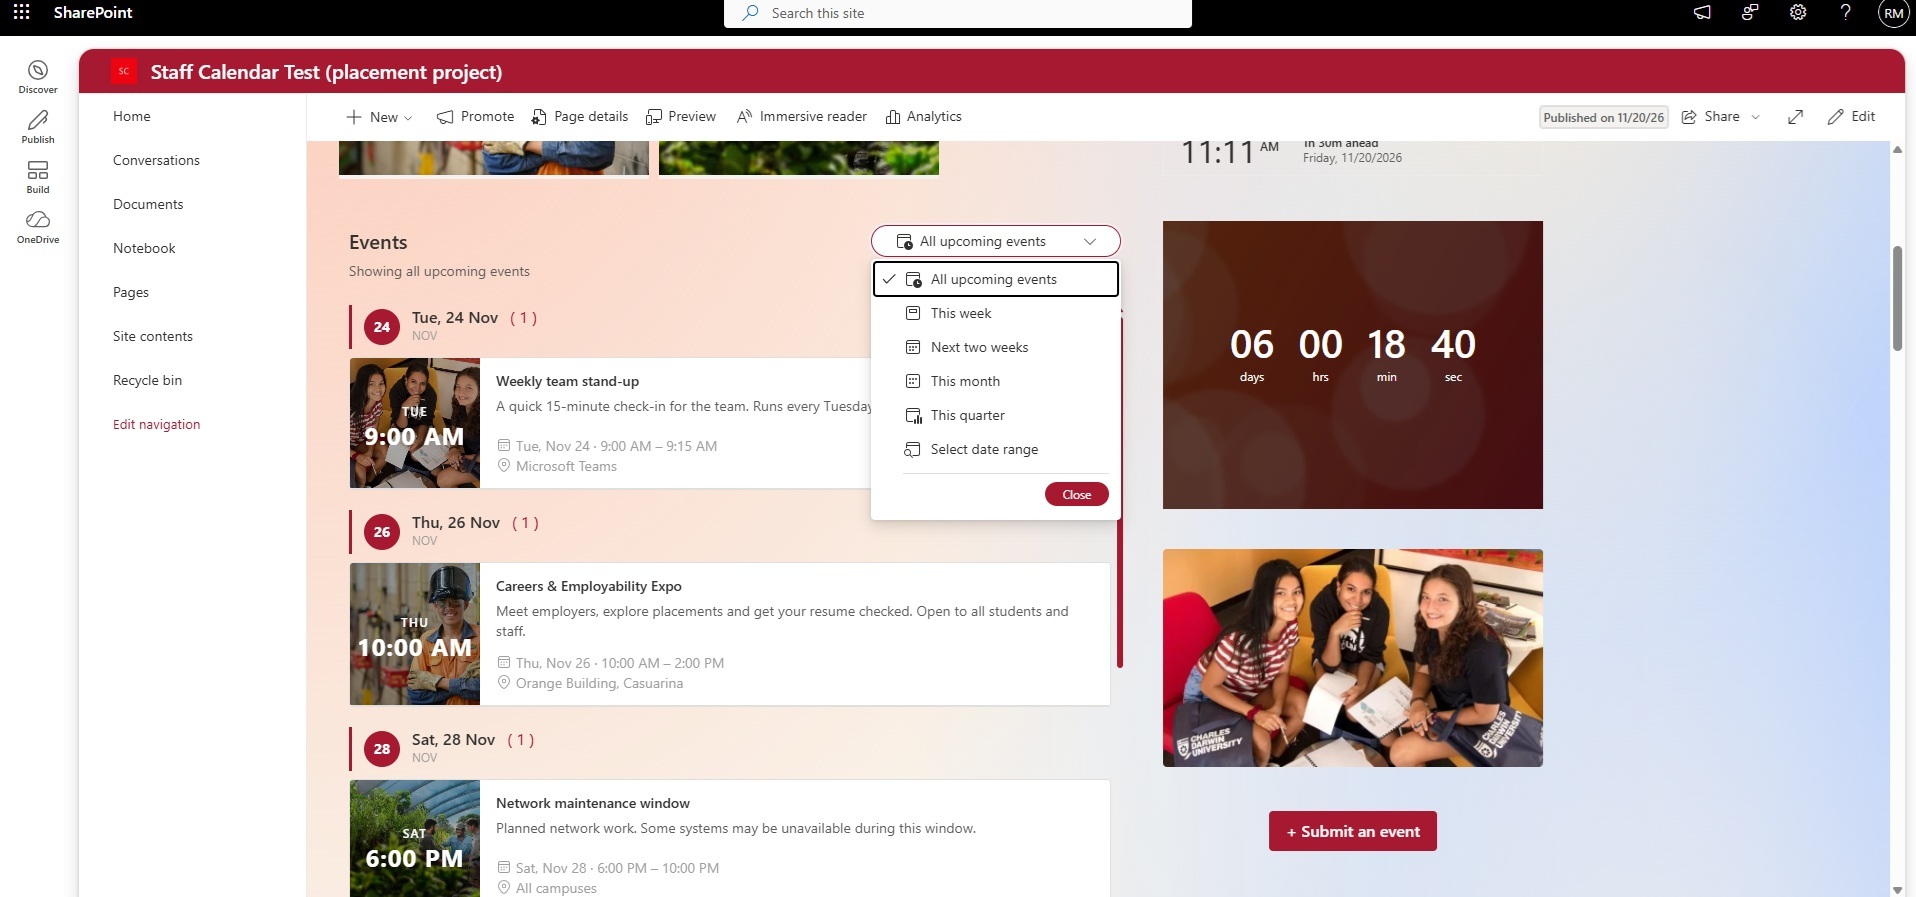 SharePoint
Search this site
RM
Discover
Publish
Build
OneDrive
SC
Staff Calendar Test (placement project)
Home
Conversations
Documents
Notebook
Pages
Site contents
Recycle bin
Edit navigation
New
Promote
Page details
Preview
Immersive reader
Analytics
Published on 11/20/26
Share
Edit
11:11 AM
1h 30m ahead
Friday, 11/20/2026
Events
Showing all upcoming events
All upcoming events
All upcoming events
This week
Next two weeks
This month
This quarter
Select date range
Close
24
Tue, 24 Nov ( 1 )
NOV
TUE
9:00 AM
Weekly team stand-up
A quick 15-minute check-in for the team. Runs every Tuesday
Tue, Nov 24 · 9:00 AM – 9:15 AM
Microsoft Teams
26
Thu, 26 Nov ( 1 )
NOV
THU
10:00 AM
Careers & Employability Expo
Meet employers, explore placements and get your resume checked. Open to all students and
staff.
Thu, Nov 26 · 10:00 AM – 2:00 PM
Orange Building, Casuarina
28
Sat, 28 Nov ( 1 )
NOV
SAT
6:00 PM
Network maintenance window
Planned network work. Some systems may be unavailable during this window.
Sat, Nov 28 · 6:00 PM – 10:00 PM
All campuses
06 00 18 40
days hrs min sec
CHARLES
DARWIN
UNIVERSITY
CHARLES
DARWIN
UNIVERSITY
+ Submit an event